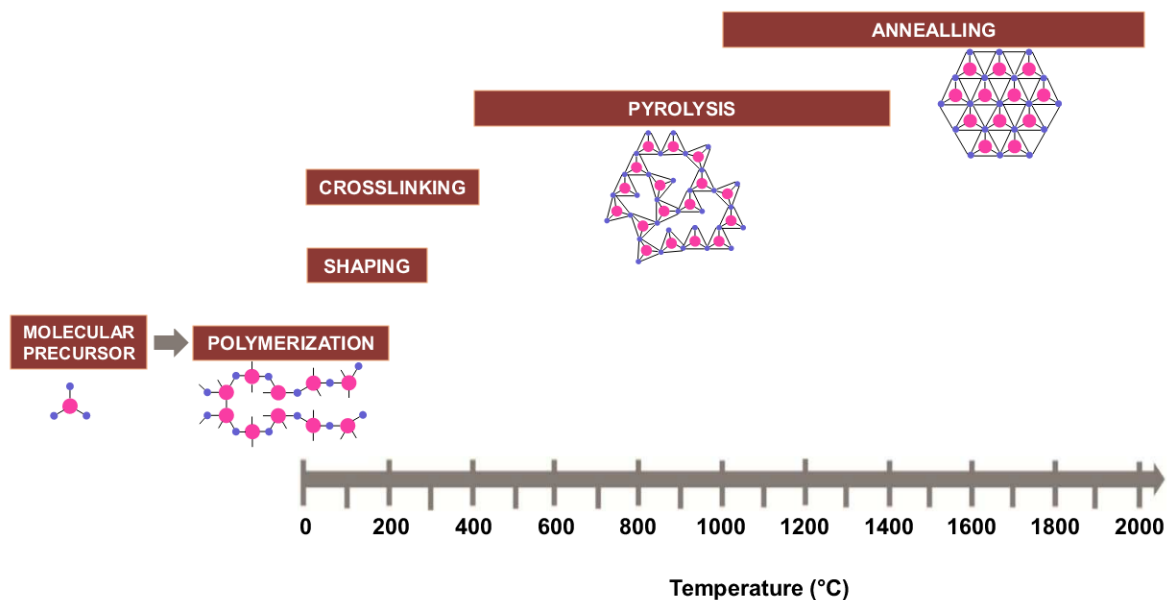 ANNEALLING
PYROLYSIS
CROSSLINKING
SHAPING
MOLECULAR
PRECURSOR
POLYMERIZATION
0 200 400 600 800 1000 1200 1400 1600 1800 2000
Temperature (°C)